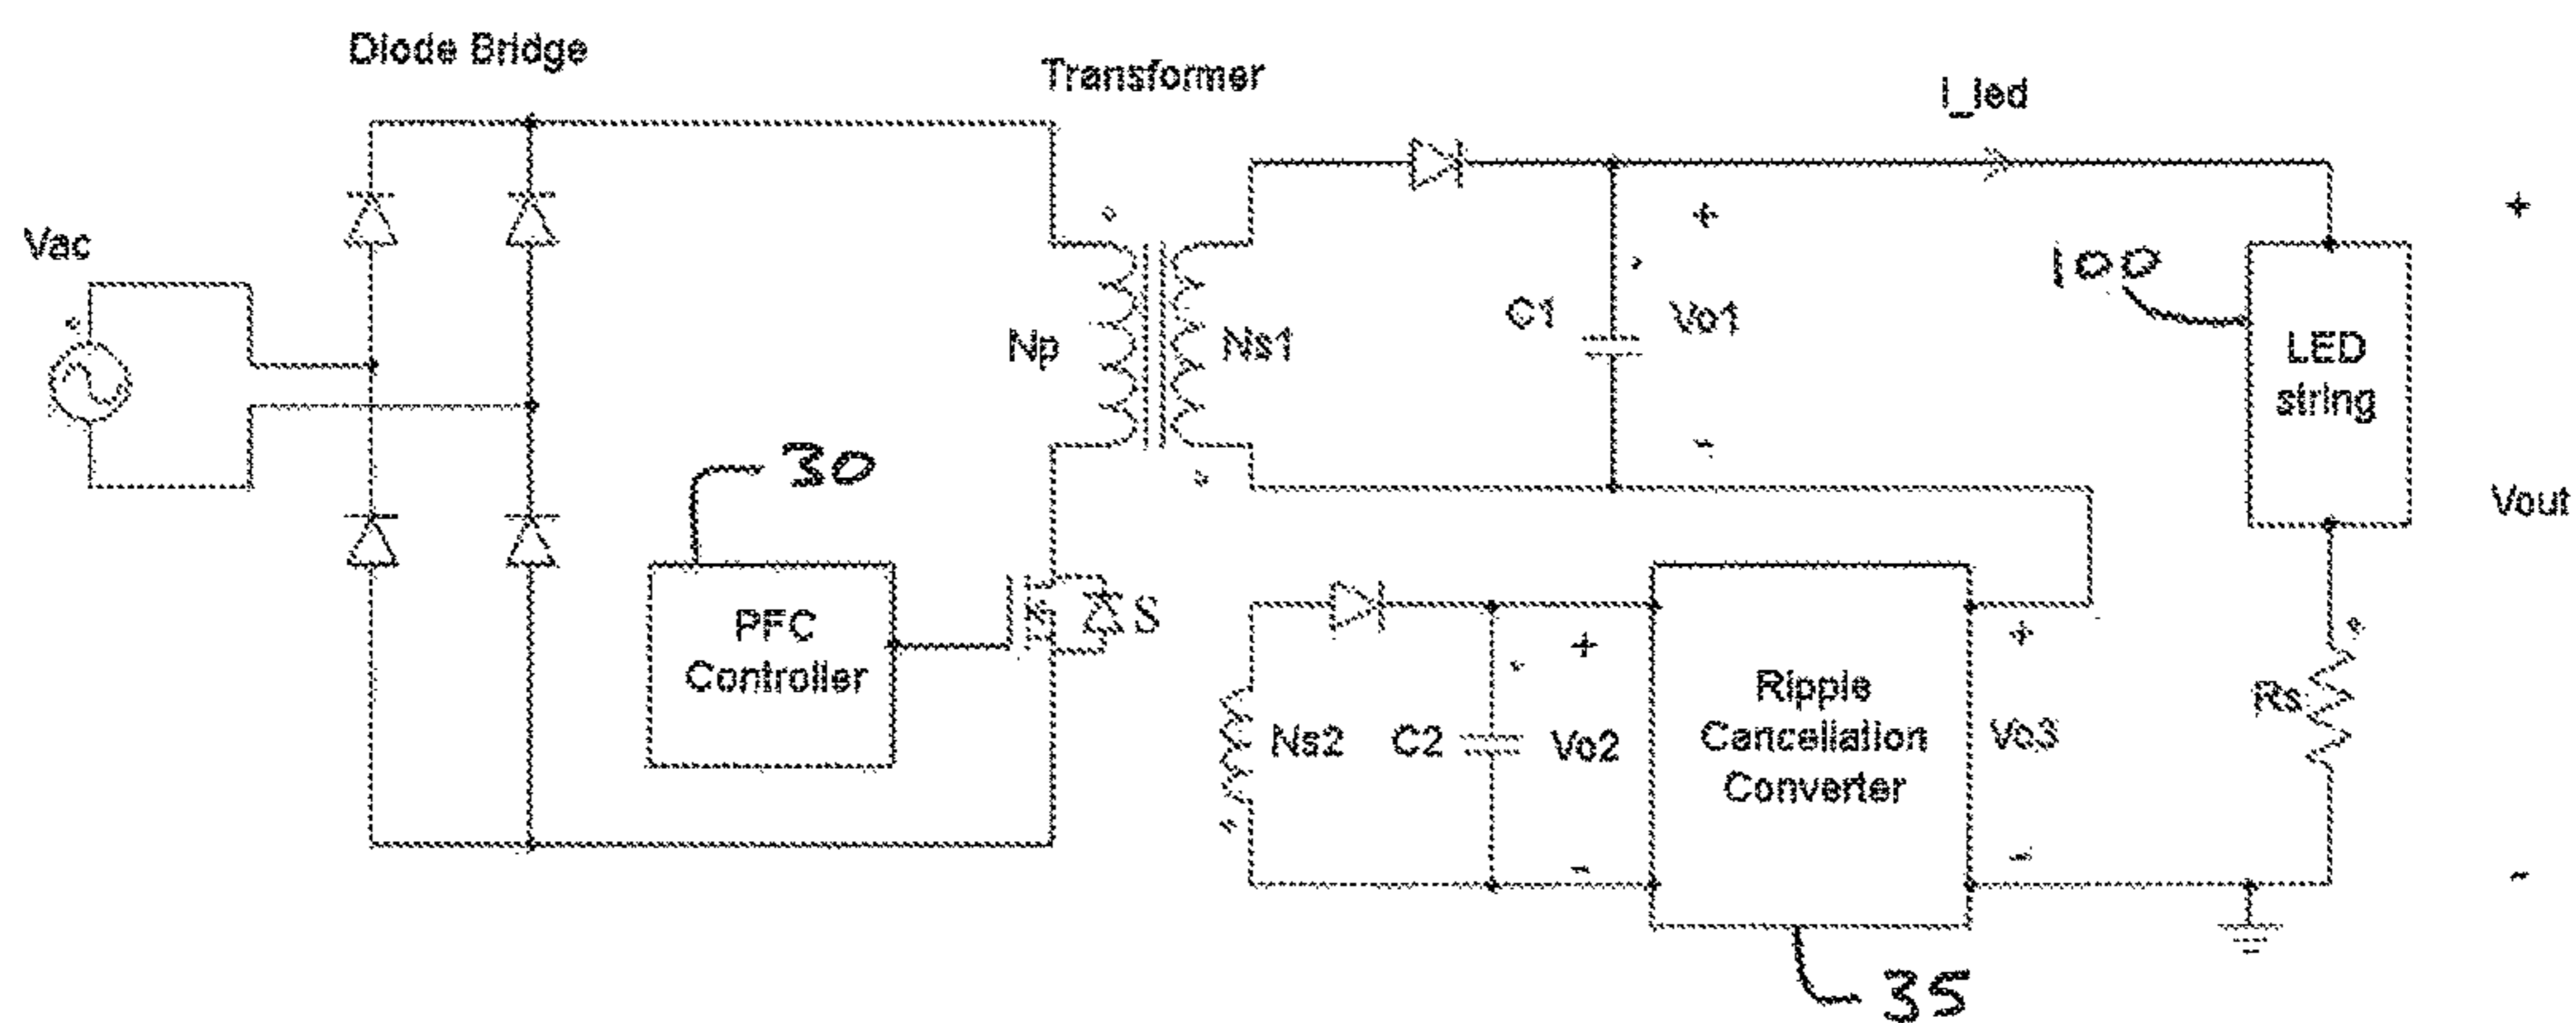 Diode Bridge
Transformer
I_led
Vac
+
+
100
C1
Vo1
Np
Ns1
LED
string
30
-
Vout
PFC
Controller
S
+
+
Ripple
Cancellation
Converter
Rs
Ns2
C2
Vo2
Vo3
-
-
-
35